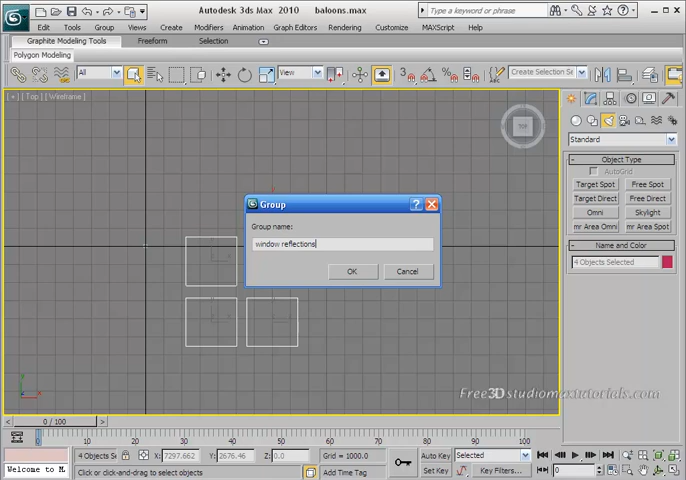 Autodesk 3ds Max 2010 baloons.max
Type a keyword or phrase
Edit Tools Group Views Create Modifiers Animation Graph Editors Rendering Customize MAXScript Help
Graphite Modeling Tools Freeform Selection
Polygon Modeling
All View Create Selection Se
[ + ] [ Top ] [ Wireframe ]
TOP
Standard
Object Type
AutoGrid
Target Spot Free Spot
Target Direct Free Direct
Omni Skylight
mr Area Omni mr Area Spot
Name and Color
4 Objects Selected
Group
Group name:
window reflections
OK Cancel
Free3Dstudiomaxtutorials.com
0 / 100
0 10 20 30 40 50 60 70 80 90 100
4 Objects Selected X: 7297.662 Y: 2676.46 Z: 0.0 Grid = 1000.0 Auto Key Selected
Welcome to M Click or click-and-drag to select objects Add Time Tag Set Key Key Filters... 0